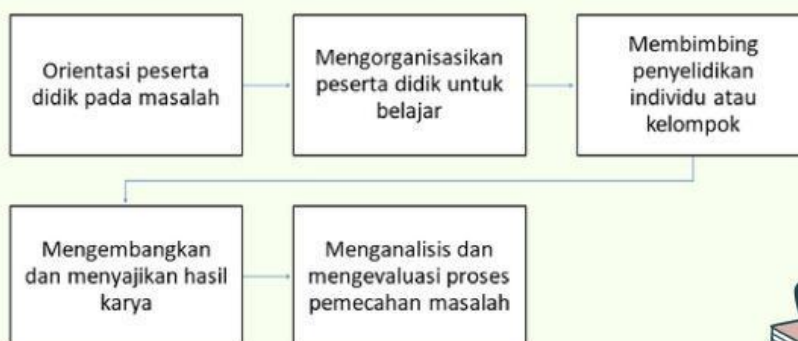 Orientasi peserta
didik pada masalah
Mengorganisasikan
peserta didik untuk
belajar
Membimbing
penyelidikan
individu atau
kelompok
Mengembangkan
dan menyajikan hasil
karya
Menganalisis dan
mengevaluasi proses
pemecahan masalah